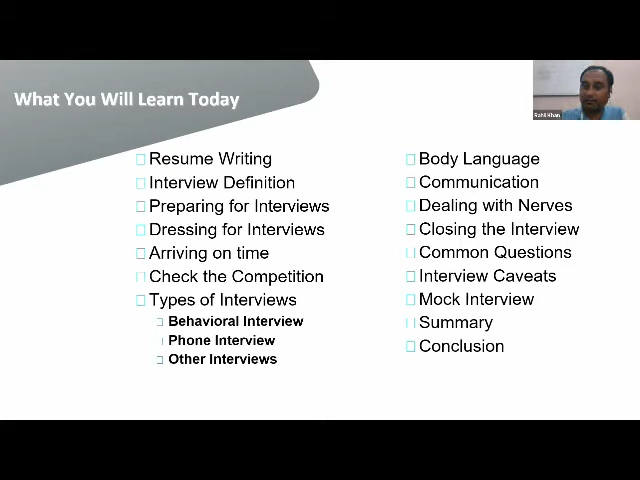 What You Will Learn Today
Rahil Khan
Resume Writing
Interview Definition
Preparing for Interviews
Dressing for Interviews
Arriving on time
Check the Competition
Types of Interviews
Behavioral Interview
Phone Interview
Other Interviews
Body Language
Communication
Dealing with Nerves
Closing the Interview
Common Questions
Interview Caveats
Mock Interview
Summary
Conclusion